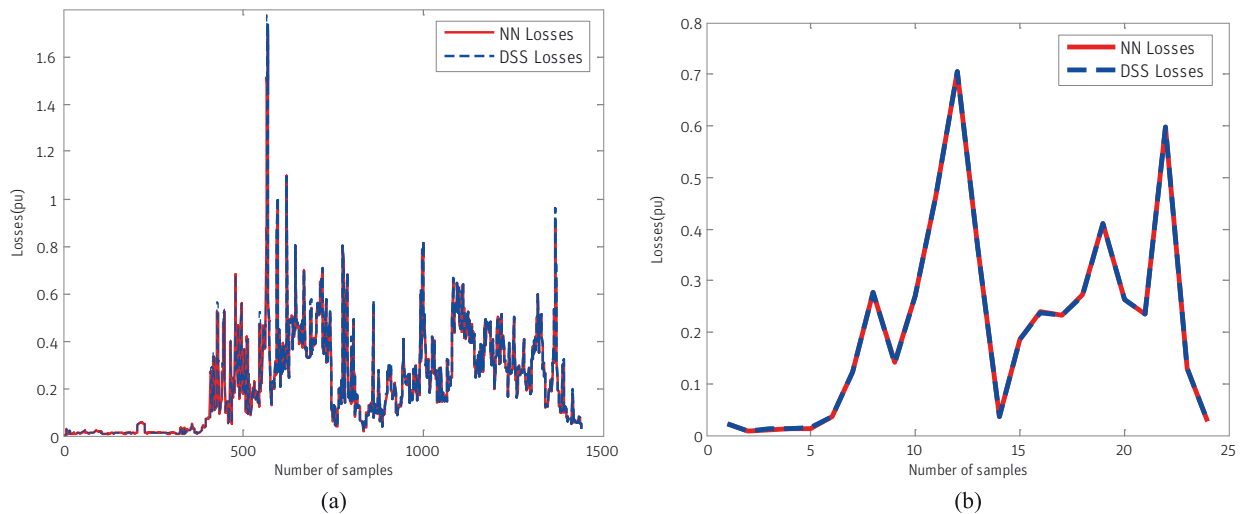 NN Losses
DSS Losses
1.6
1.4
1.2
1
0.8
0.6
0.4
0.2
0
Losses(pu)
0
500
1000
1500
Number of samples
(a)
NN Losses
DSS Losses
0.8
0.7
0.6
0.5
0.4
0.3
0.2
0.1
0
Losses(pu)
0
5
10
15
20
25
Number of samples
(b)